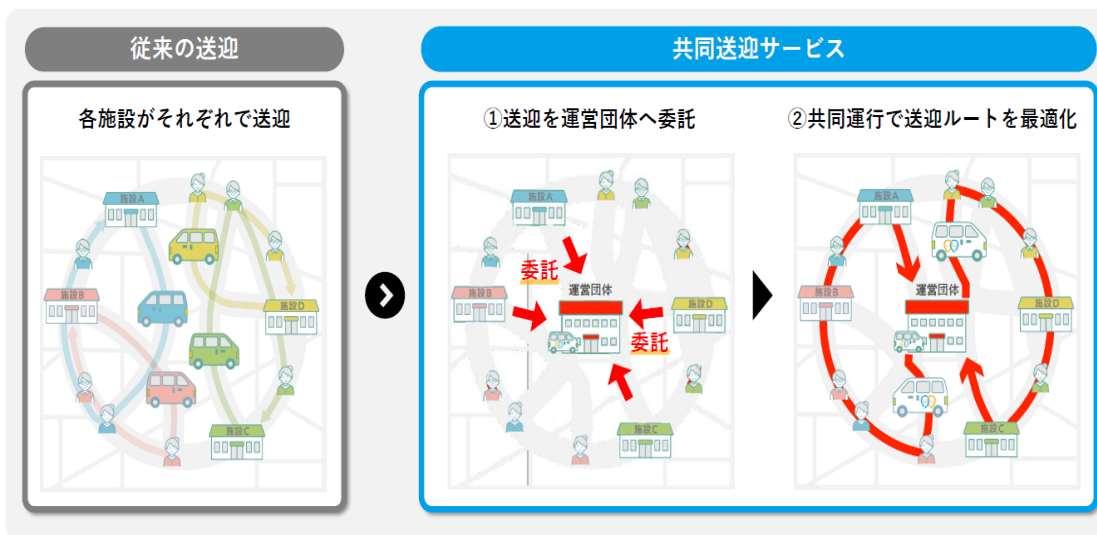 従来の送迎
共同送迎サービス
各施設がそれぞれで送迎
①送迎を運営団体へ委託
②共同運行で送迎ルートを最適化
施設A
施設B
施設D
施設C
施設A
委託
運営団体
施設B
施設D
委託
施設C
施設A
運営団体
施設B
施設D
施設C